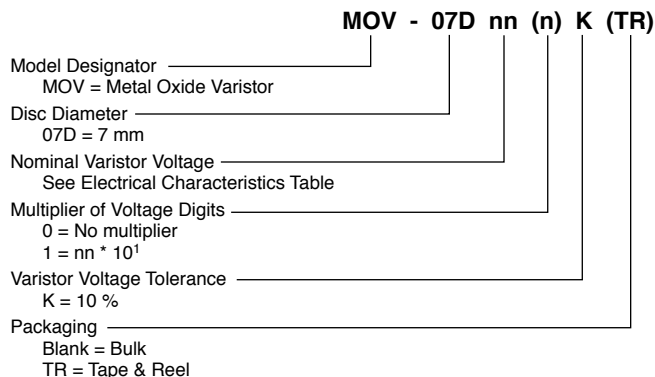 MOV - 07D nn (n) K (TR)
Model Designator
MOV = Metal Oxide Varistor
Disc Diameter
07D = 7 mm
Nominal Varistor Voltage
See Electrical Characteristics Table
Multiplier of Voltage Digits
0 = No multiplier
1 = nn * 10¹
Varistor Voltage Tolerance
K = 10 %
Packaging
Blank = Bulk
TR = Tape & Reel